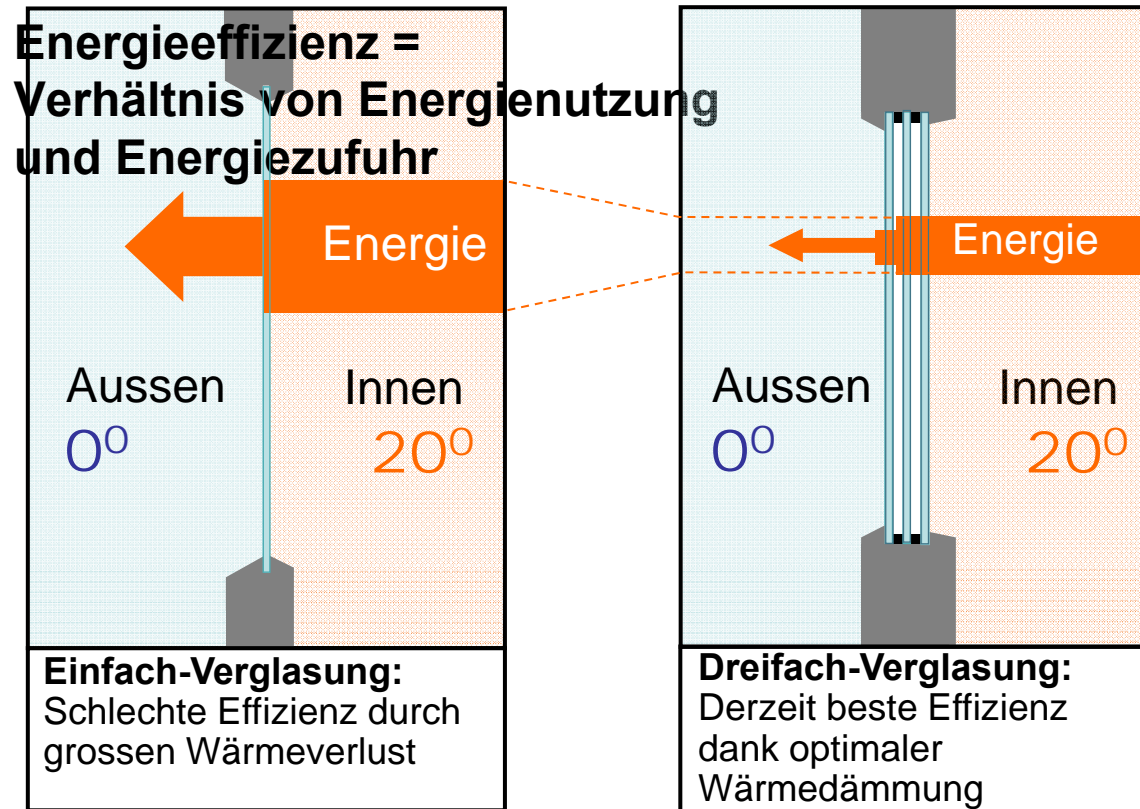 Energieeffizienz =
Verhältnis von Energienutzung
und Energiezufuhr
Energie
Aussen
Innen
0⁰
20⁰
Einfach-Verglasung:
Schlechte Effizienz durch
grossen Wärmeverlust
Energie
Aussen
Innen
0⁰
20⁰
Dreifach-Verglasung:
Derzeit beste Effizienz
dank optimaler
Wärmedämmung